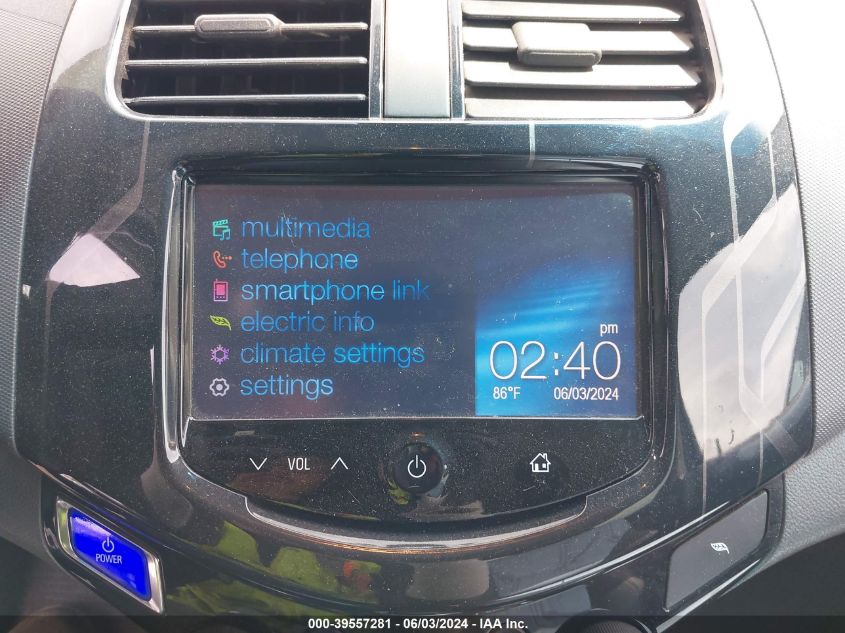 multimedia
telephone
smartphone link
electric info
climate settings
settings
pm
02:40
86°F 06/03/2024
VOL
POWER
000-39557281 - 06/03/2024 - IAA Inc.